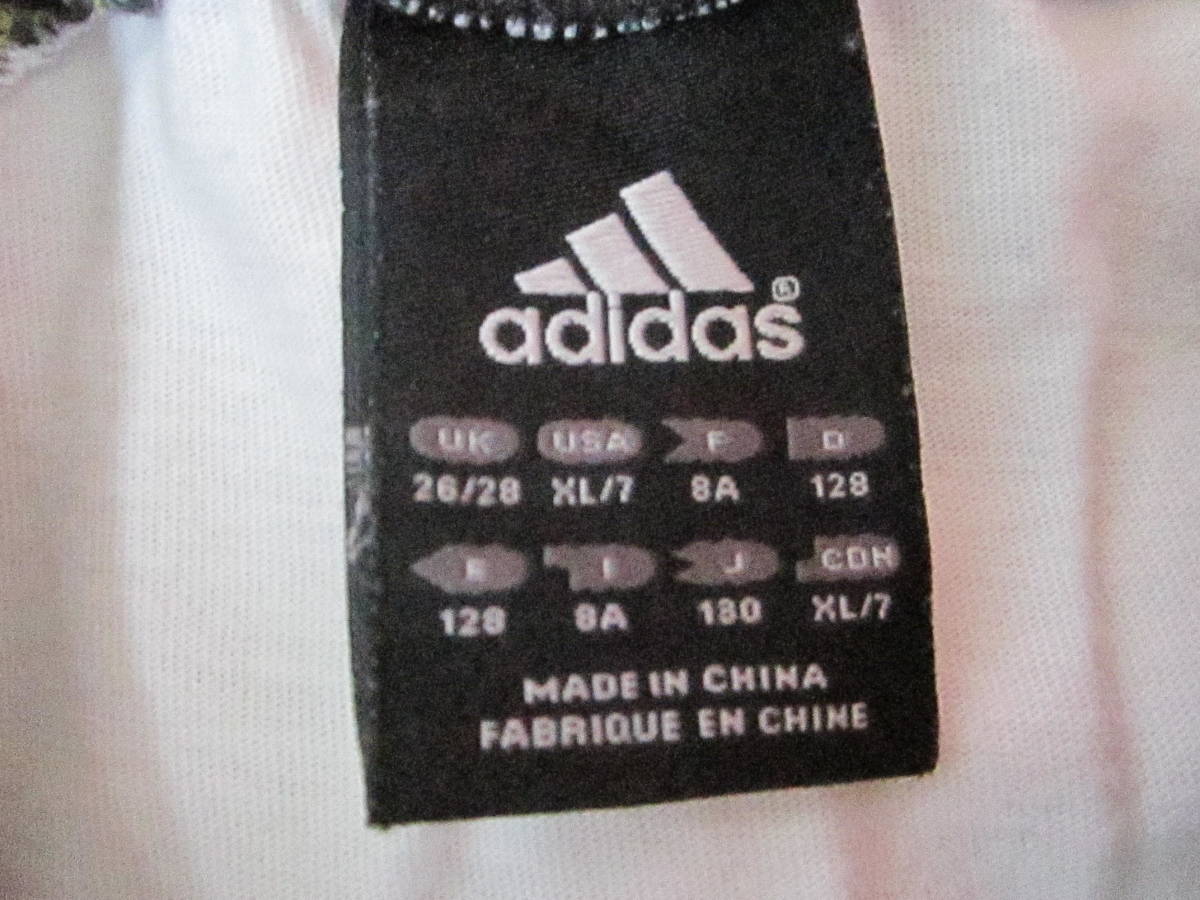 adidas®
UK USA F D
26/28 XL/7 8A 128
E I J CDN
128 8A 130 XL/7
MADE IN CHINA
FABRIQUE EN CHINE